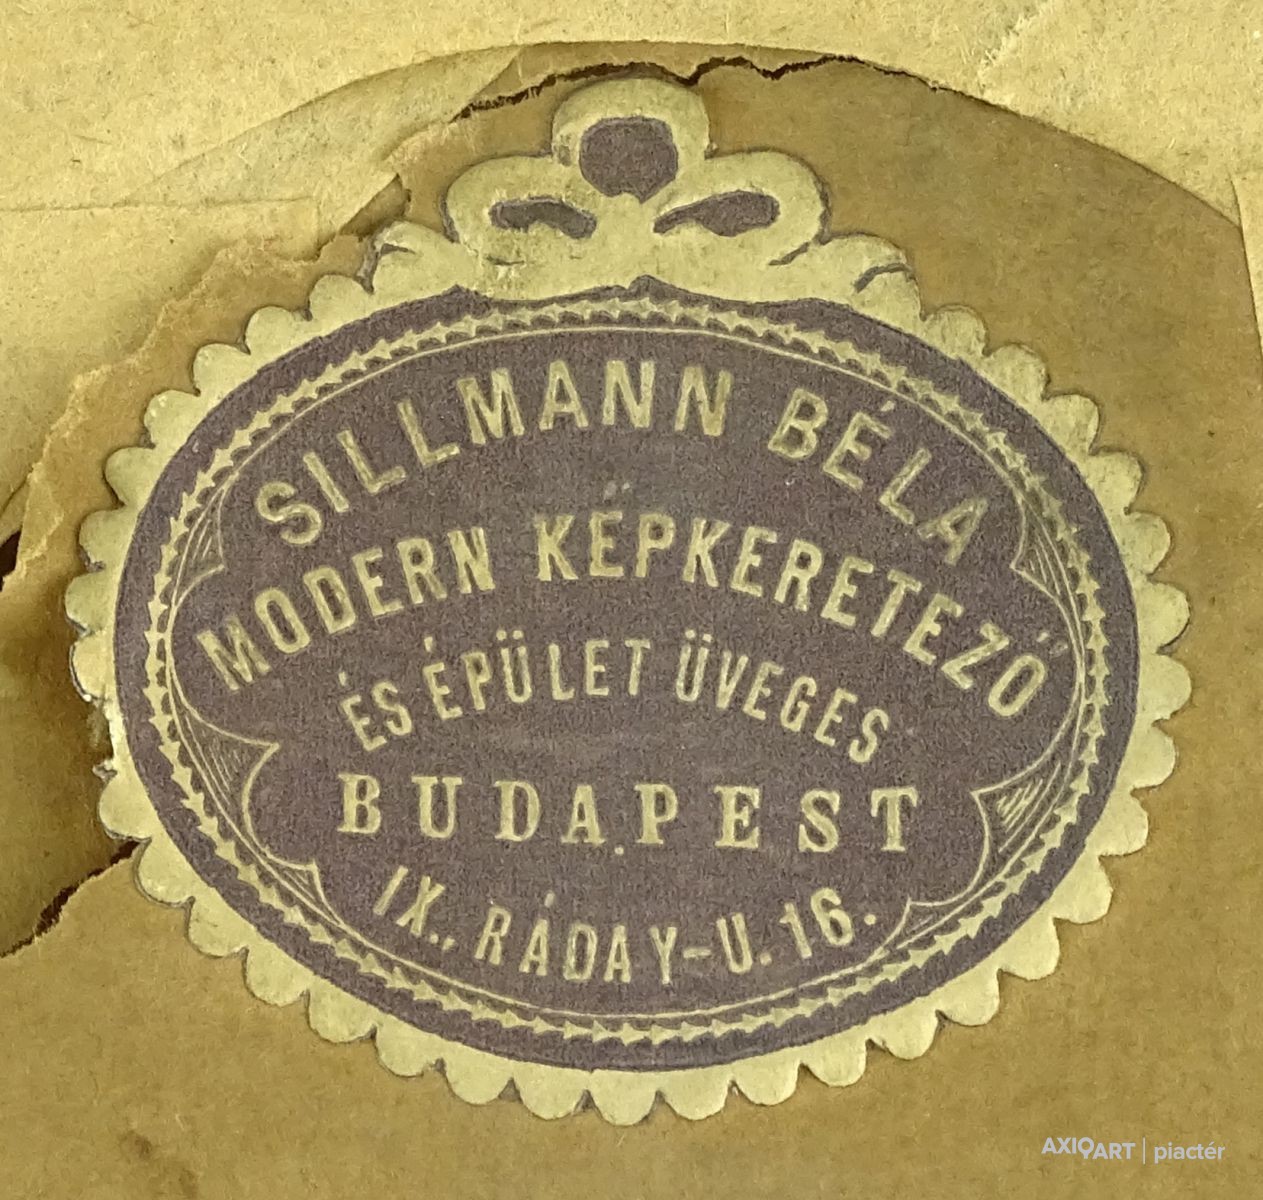 SILLMANN BÉLA
MODERN KÉPKERETEZŐ
ÉS ÉPÜLET ÜVEGES
BUDAPEST
IX., RÁDAY-U. 16.
AXIOART | piactér